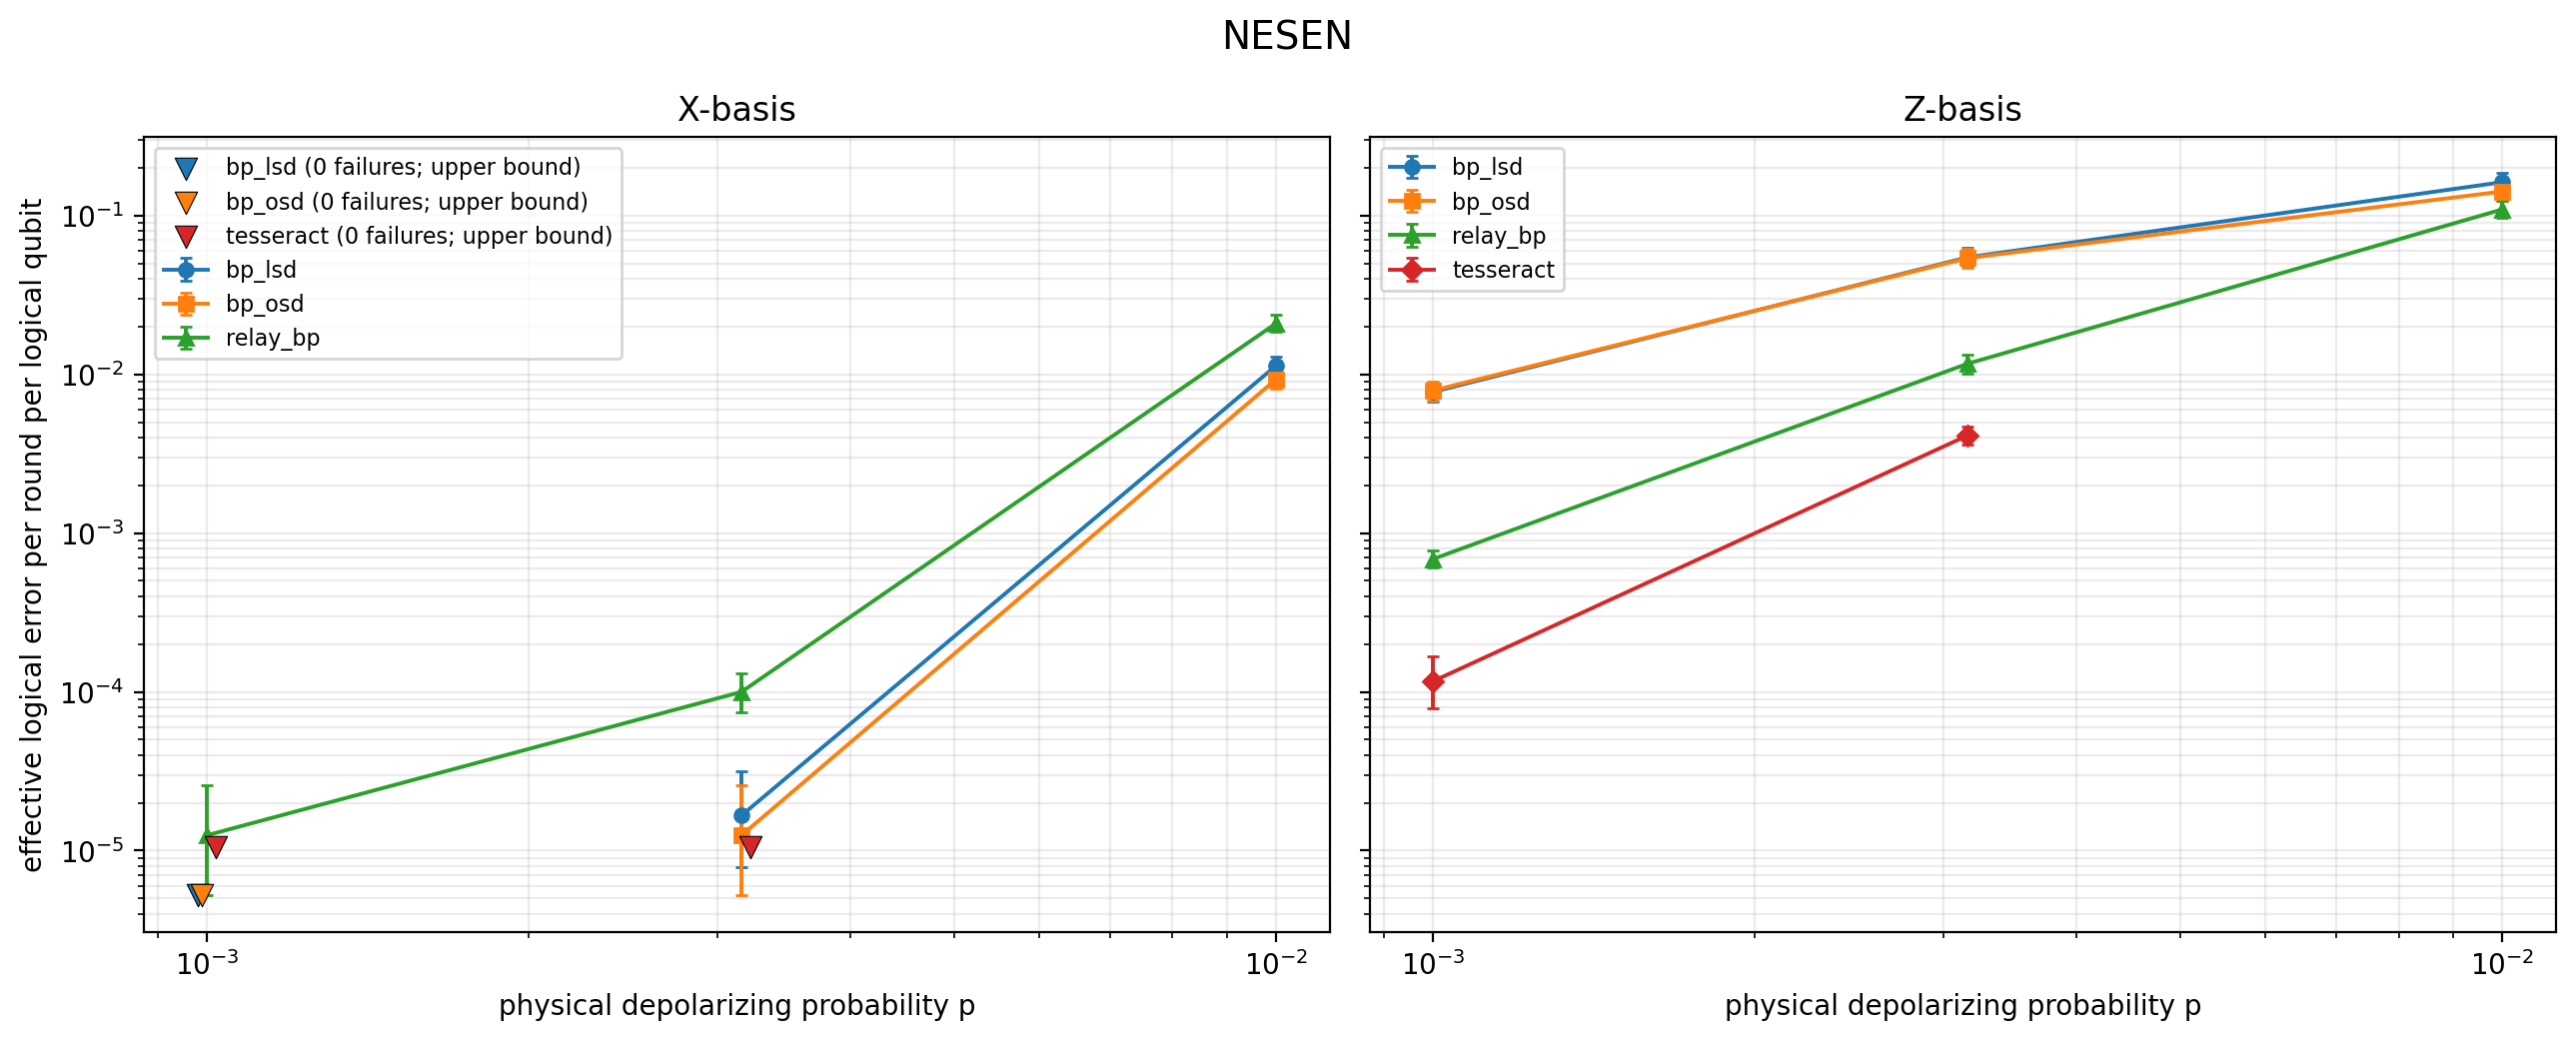 NESEN
X-basis
effective logical error per round per logical qubit
10⁻¹
10⁻²
10⁻³
10⁻⁴
10⁻⁵
bp_lsd (0 failures; upper bound)
bp_osd (0 failures; upper bound)
tesseract (0 failures; upper bound)
bp_lsd
bp_osd
relay_bp
10⁻³
10⁻²
physical depolarizing probability p
Z-basis
bp_lsd
bp_osd
relay_bp
tesseract
10⁻³
10⁻²
physical depolarizing probability p